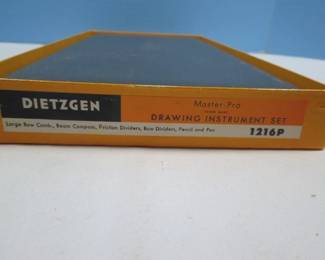 DIETZGEN
Master-Pro
DRAWING INSTRUMENT SET
Large Bow Comb., Beam Compass, Friction Dividers, Bow Dividers, Pencil and Pen
1216P